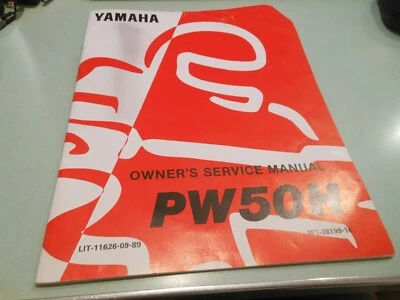 YAMAHA
OWNER'S SERVICE MANUAL
PW50H
LIT-11626-09-89